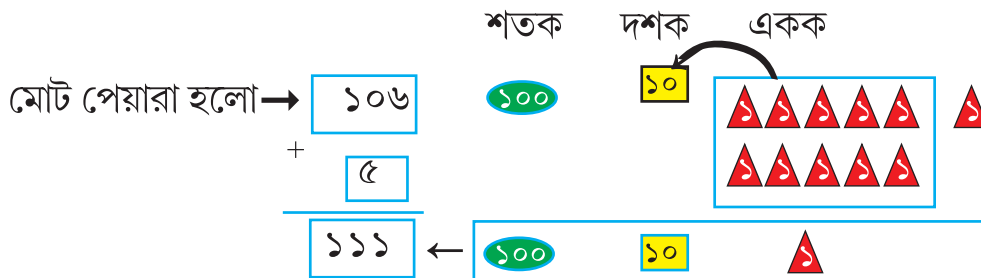 শতক দশক একক
মোট পেয়ারা হলো → ১০৬ ১০০ ১০ ১ ১ ১ ১ ১ ১
+ ৫ ১ ১ ১ ১ ১
১১১ ← ১০০ ১০ ১